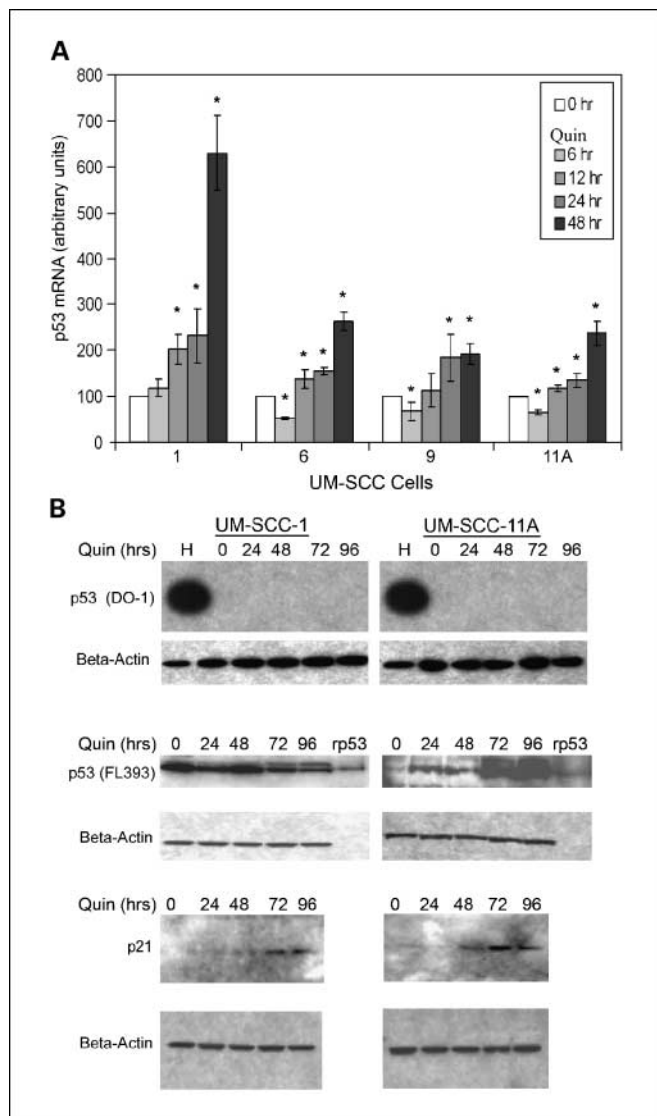 A
800
700
600
500
400
300
200
100
0
p53 mRNA (arbitrary units)
* * * * * * * * * * * * *
0 hr
Quin
6 hr
12 hr
24 hr
48 hr
1 6 9 11A
UM-SCC Cells
B
UM-SCC-1 UM-SCC-11A
Quin (hrs) H 0 24 48 72 96 H 0 24 48 72 96
p53 (DO-1)
Beta-Actin
Quin (hrs) 0 24 48 72 96 rp53 0 24 48 72 96 rp53
p53 (FL393)
Beta-Actin
Quin (hrs) 0 24 48 72 96 0 24 48 72 96
p21
Beta-Actin